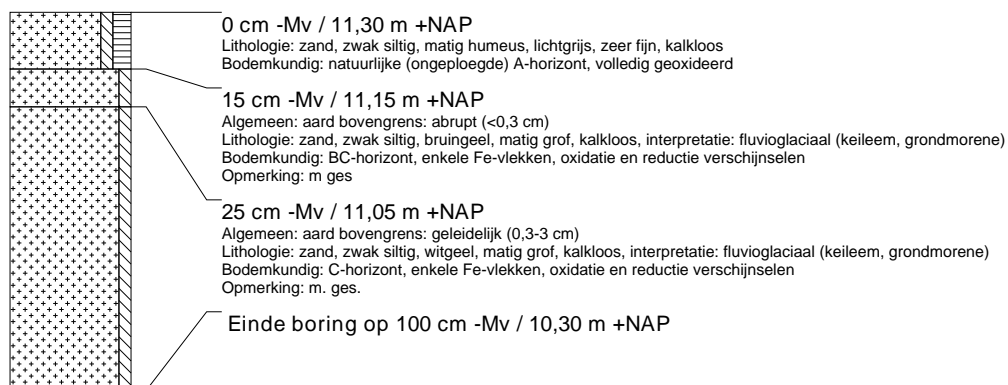 0 cm -Mv / 11,30 m +NAP
Lithologie: zand, zwak siltig, matig humeus, lichtgrijs, zeer fijn, kalkloos
Bodemkundig: natuurlijke (ongeploegde) A-horizont, volledig geoxideerd
15 cm -Mv / 11,15 m +NAP
Algemeen: aard bovengrens: abrupt (<0,3 cm)
Lithologie: zand, zwak siltig, bruingeel, matig grof, kalkloos, interpretatie: fluvioglaciaal (keileem, grondmorene)
Bodemkundig: BC-horizont, enkele Fe-vlekken, oxidatie en reductie verschijnselen
Opmerking: m ges
25 cm -Mv / 11,05 m +NAP
Algemeen: aard bovengrens: geleidelijk (0,3-3 cm)
Lithologie: zand, zwak siltig, witgeel, matig grof, kalkloos, interpretatie: fluvioglaciaal (keileem, grondmorene)
Bodemkundig: C-horizont, enkele Fe-vlekken, oxidatie en reductie verschijnselen
Opmerking: m. ges.
Einde boring op 100 cm -Mv / 10,30 m +NAP